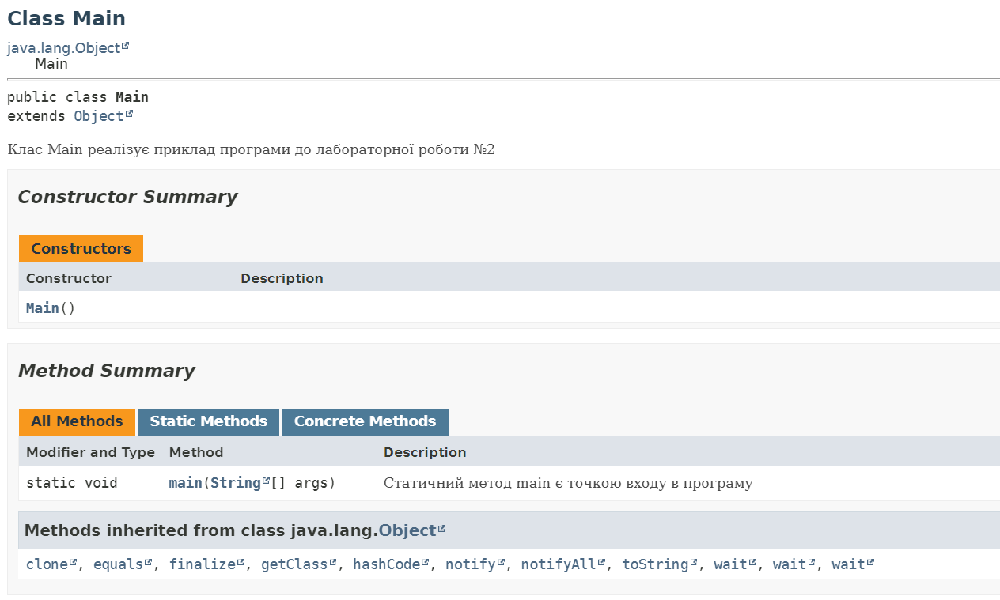 Class Main
java.lang.Object
Main
public class Main
extends Object
Клас Main реалізує приклад програми до лабораторної роботи №2
Constructor Summary
Constructors
Constructor Description
Main()
Method Summary
All Methods Static Methods Concrete Methods
Modifier and Type Method Description
static void main(String[] args) Статичний метод main є точкою входу в програму
Methods inherited from class java.lang.Object
clone, equals, finalize, getClass, hashCode, notify, notifyAll, toString, wait, wait, wait